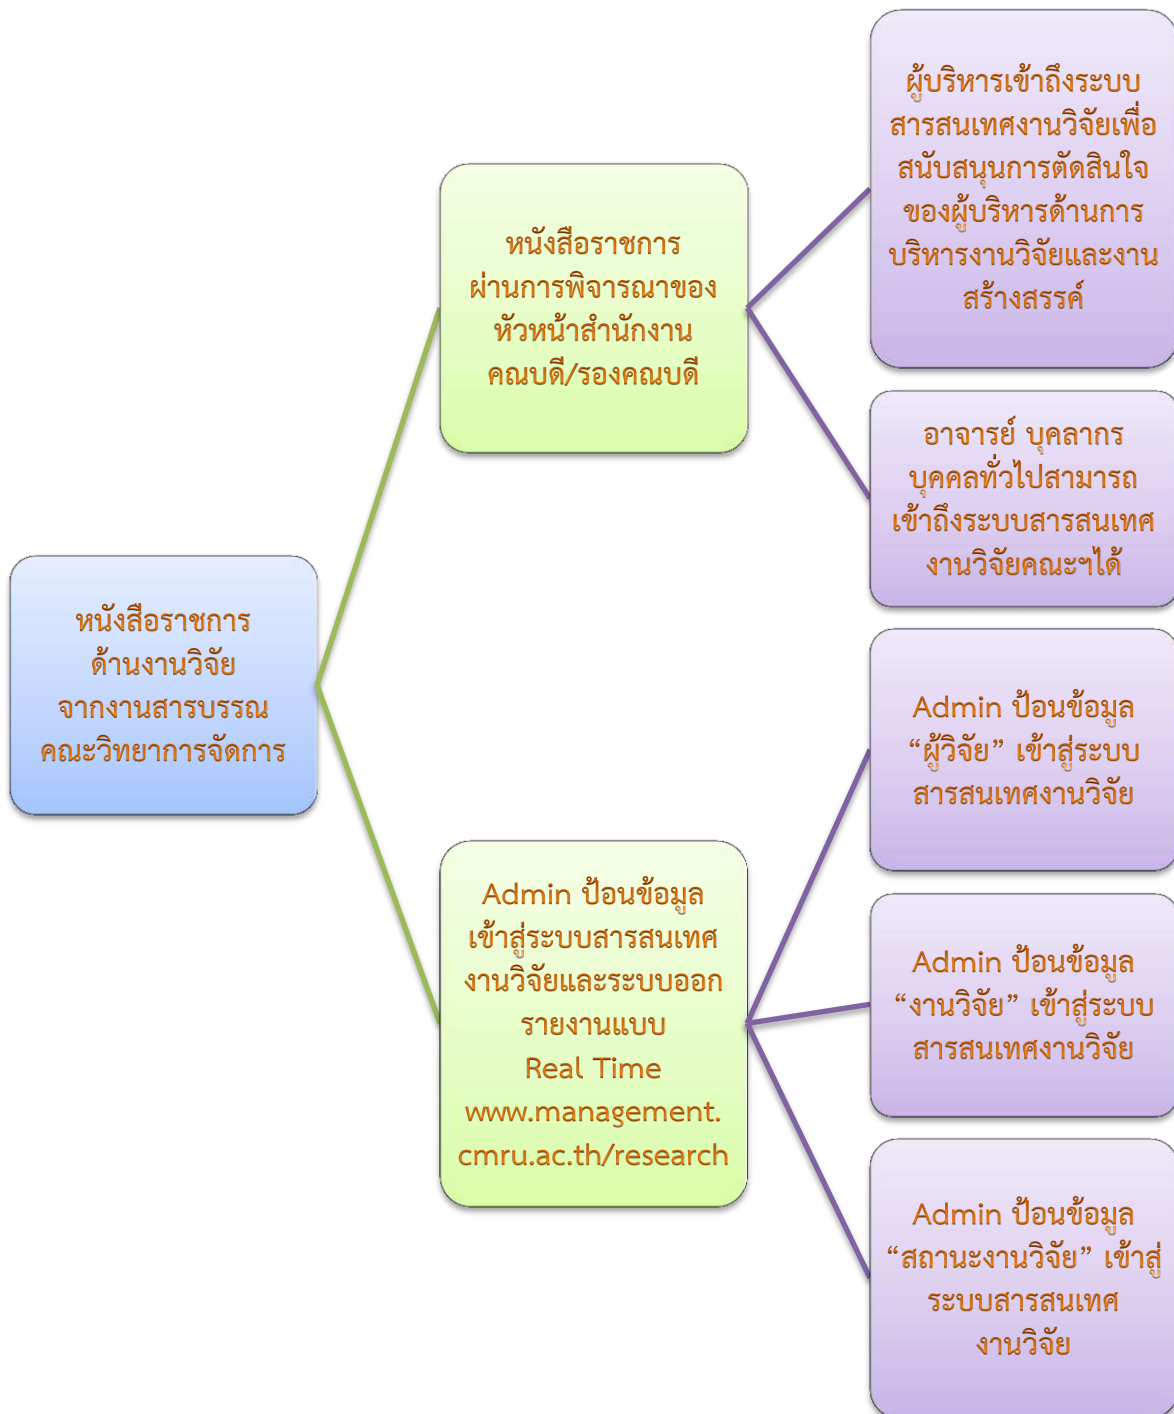 หนังสือราชการ
ด้านงานวิจัย
จากงานสารบรรณ
คณะวิทยาการจัดการ
หนังสือราชการ
ผ่านการพิจารณาของ
หัวหน้าสำนักงาน
คณบดี/รองคณบดี
ผู้บริหารเข้าถึงระบบ
สารสนเทศงานวิจัยเพื่อ
สนับสนุนการตัดสินใจ
ของผู้บริหารด้านการ
บริหารงานวิจัยและงาน
สร้างสรรค์
อาจารย์ บุคลากร
บุคคลทั่วไปสามารถ
เข้าถึงระบบสารสนเทศ
งานวิจัยคณะฯได้
Admin ป้อนข้อมูล
เข้าสู่ระบบสารสนเทศ
งานวิจัยและระบบออก
รายงานแบบ
Real Time
www.management.
cmru.ac.th/research
Admin ป้อนข้อมูล
“ผู้วิจัย” เข้าสู่ระบบ
สารสนเทศงานวิจัย
Admin ป้อนข้อมูล
“งานวิจัย” เข้าสู่ระบบ
สารสนเทศงานวิจัย
Admin ป้อนข้อมูล
“สถานะงานวิจัย” เข้าสู่
ระบบสารสนเทศ
งานวิจัย